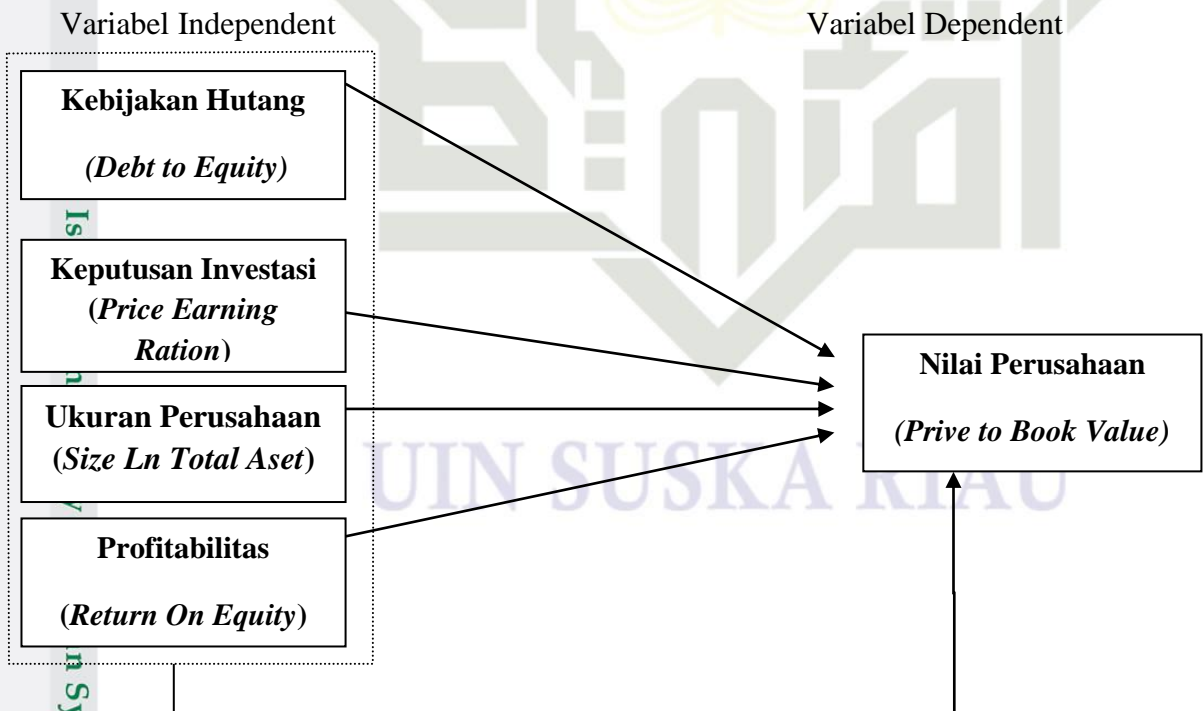 Variabel Independent
Variabel Dependent
Kebijakan Hutang
(Debt to Equity)
Keputusan Investasi
(Price Earning
Ration)
Ukuran Perusahaan
(Size Ln Total Aset)
Profitabilitas
(Return On Equity)
Nilai Perusahaan
(Prive to Book Value)
UIN SUSKA RIAU
Is